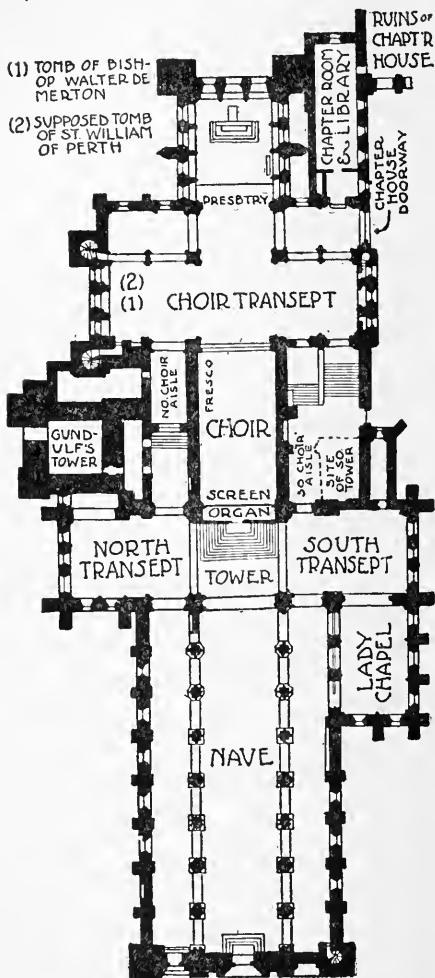 (1) TOMB OF BISH-
OP WALTER DE
MERTON
(2) SUPPOSED TOMB
OF ST. WILLIAM
OF PERTH
RUINS OF
CHAPT'R
HOUSE
CHAPTER ROOM
& LIBRARY
CHAPTER
HOUSE
DOORWAY
PRESBTRY
(2)
(1) CHOIR TRANSEPT
NO. CHOIR
AISLE
FRESCO
CHOIR
GUND-
ULF'S
TOWER
SO. CHOIR
AISLE
SITE
OF SO.
TOWER
SCREEN
ORGAN
NORTH
TRANSEPT
TOWER
SOUTH
TRANSEPT
LADY
CHAPEL
NAVE